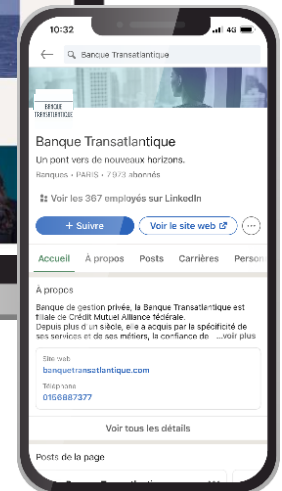 10:32
4G
Banque Transatlantique
BANQUE
TRANSATLANTIQUE
Banque Transatlantique
Un pont vers de nouveaux horizons.
Banques • PARIS • 7 973 abonnés
Voir les 367 employés sur LinkedIn
+ Suivre
Voir le site web
Accueil À propos Posts Carrières Person
À propos
Banque de gestion privée, la Banque Transatlantique est
filiale de Crédit Mutuel Alliance fédérale.
Depuis plus d'un siècle, elle a acquis par la spécificité de
ses services et de ses métiers, la confiance de ...voir plus
Site web
banquetransatlantique.com
Téléphone
0156887377
Voir tous les détails
Posts de la page